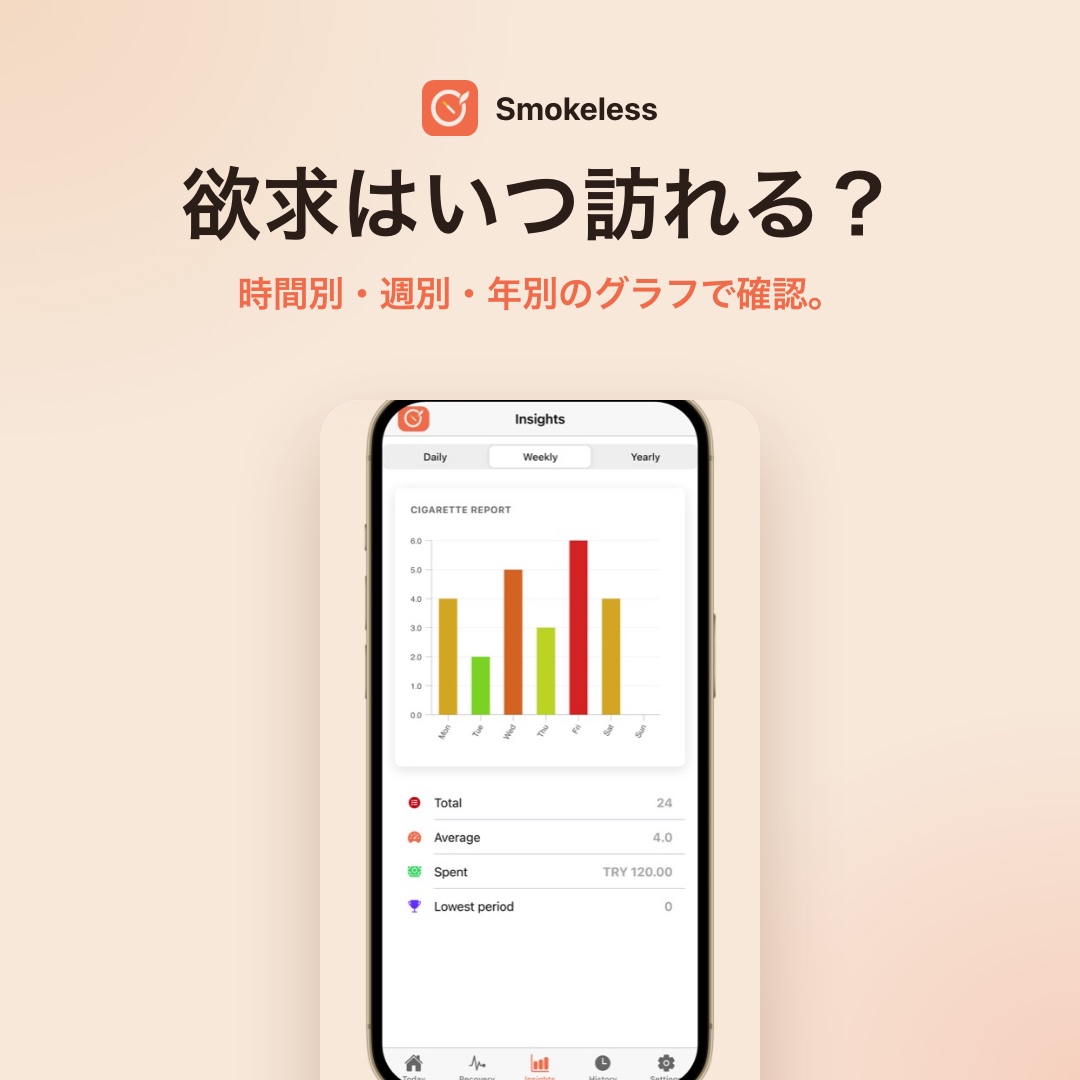 Smokeless
欲求はいつ訪れる？
時間別・週別・年別のグラフで確認。
Insights
Daily Weekly Yearly
CIGARETTE REPORT
6.0
5.0
4.0
3.0
2.0
1.0
0.0
Mon Tue Wed Thu Fri Sat Sun
Total 24
Average 4.0
Spent TRY 120.00
Lowest period 0
Today Recovery Insights History Settings